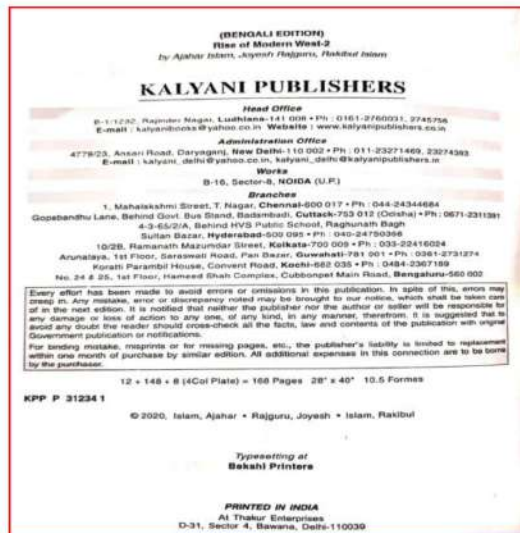 (BENGALI EDITION)
Rise of Modern West-2
by Ajahar Islam, Joyesh Rajguru, Rakibul Islam
KALYANI PUBLISHERS
Head Office
B-1/1292, Rajinder Nagar, Ludhiana-141 008 • Ph : 0161-2760031, 2745756
E-mail : kalyanibooks@yahoo.co.in Website : www.kalyanipublishers.co.in
Administration Office
4779/23, Ansari Road, Daryaganj, New Delhi-110 002 • Ph : 011-23271469, 23274393
E-mail : kalyani_delhi@yahoo.co.in, kalyani_delhi@kalyanipublishers.in
Works
B-16, Sector-8, NOIDA (U.P.)
Branches
1, Mahalakshmi Street, T. Nagar, Chennai-600 017 • Ph : 044-24344684
Gopebandhu Lane, Behind Govt. Bus Stand, Badambadi, Cuttack-753 012 (Odisha) • Ph : 0671-2311391
4-3-65/2/A, Behind HVS Public School, Raghunath Bagh
Sultan Bazar, Hyderabad-500 095 • Ph : 040-24750368
10/2B, Ramanath Mazumdar Street, Kolkata-700 009 • Ph : 033-22416024
Arunalaya, 1st Floor, Saraswati Road, Pan Bazar, Guwahati-781 001 • Ph : 0361-2731274
Koratti Parambil House, Convent Road, Kochi-682 035 • Ph : 0484-2367189
No. 24 & 25, 1st Floor, Hameed Shah Complex, Cubbonpet Main Road, Bengaluru-560 002
Every effort has been made to avoid errors or omissions in this publication. In spite of this, errors may
creep in. Any mistake, error or discrepancy noted may be brought to our notice, which shall be taken care
of in the next edition. It is notified that neither the publisher nor the author or seller will be responsible for
any damage or loss of action to any one, of any kind, in any manner, therefrom. It is suggested that to
avoid any doubt the reader should cross-check all the facts, law and contents of the publication with original
Government publication or notifications.
For binding mistake, misprints or for missing pages, etc., the publisher's liability is limited to replacement
within one month of purchase by similar edition. All additional expenses in this connection are to be borne
by the purchaser.
12 + 148 + 8 (4Col Plate) = 168 Pages 28" x 40" 10.5 Formes
KPP P 31234 1
© 2020, Islam, Ajahar • Rajguru, Joyesh • Islam, Rakibul
Typesetting at
Bakshi Printers
PRINTED IN INDIA
At Thakur Enterprises
D-31, Sector 4, Bawana, Delhi-110039